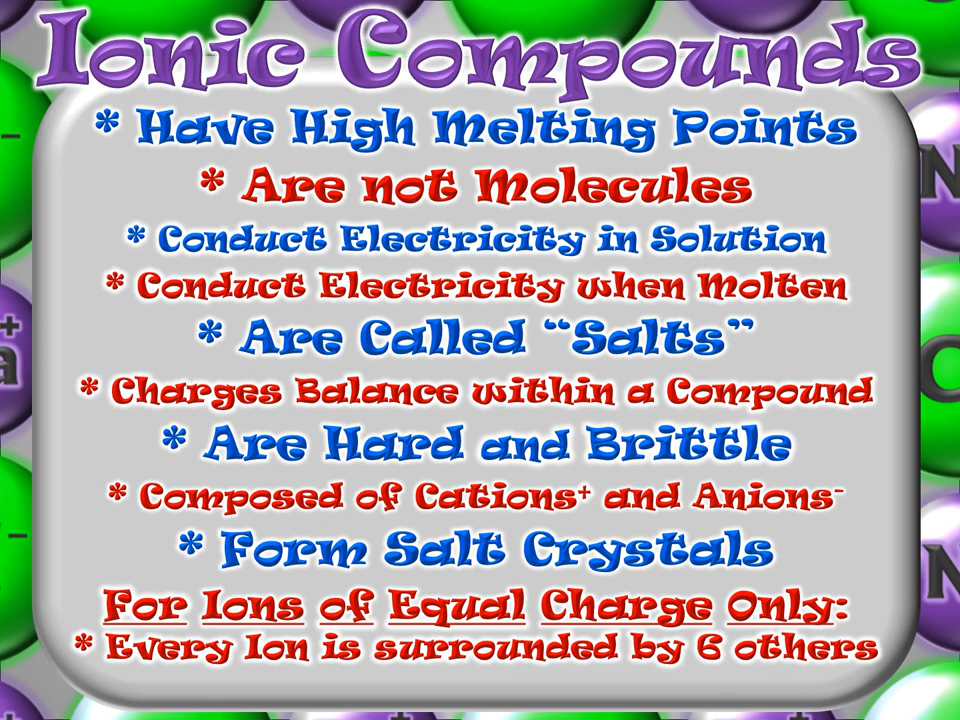 Ionic Compounds
* Have High Melting Points
* Are not Molecules
* Conduct Electricity in Solution
* Conduct Electricity when Molten
* Are Called “Salts”
* Charges Balance within a Compound
* Are Hard and Brittle
* Composed of Cations⁺ and Anions⁻
* Form Salt Crystals
For Ions of Equal Charge Only:
* Every Ion is surrounded by 6 others